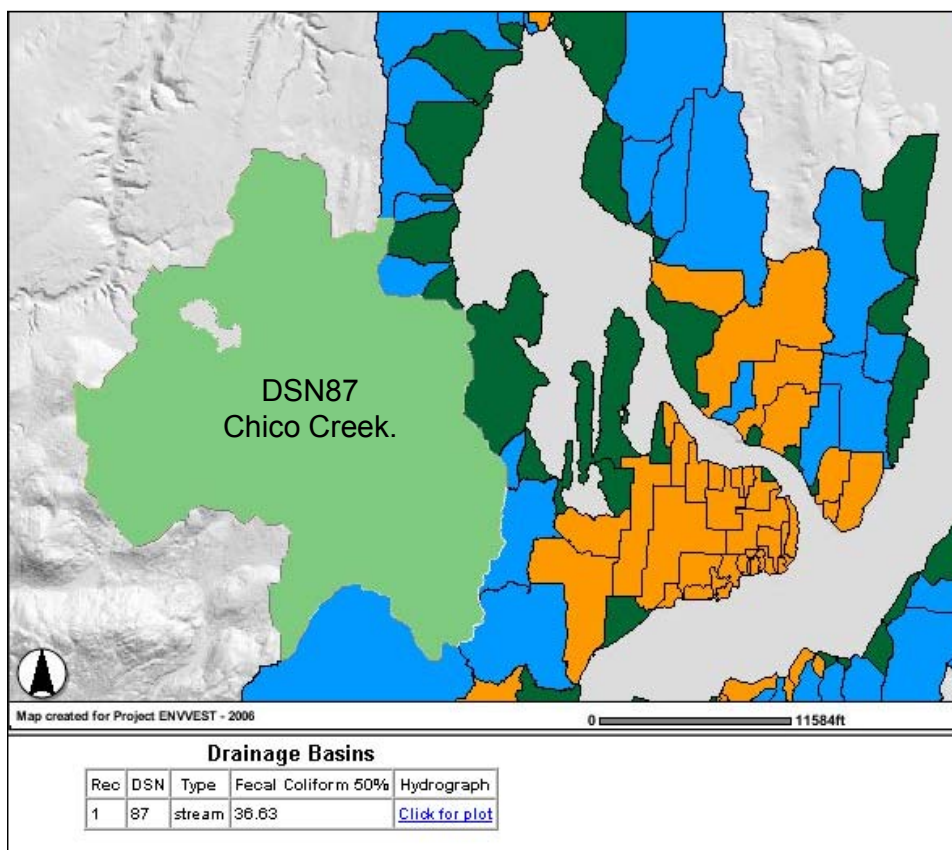 DSN87
Chico Creek.
Map created for Project ENVVEST - 2006
0 11584ft
Drainage Basins
Rec DSN Type Fecal Coliform 50% Hydrograph
1 87 stream 36.63 Click for plot